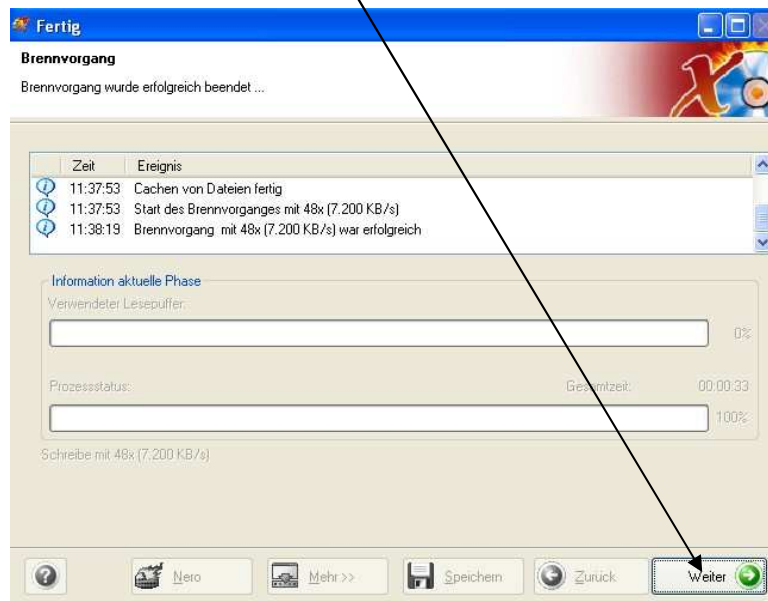 Fertig
Brennvorgang
Brennvorgang wurde erfolgreich beendet ...
Zeit Ereignis
11:37:53 Cachen von Dateien fertig
11:37:53 Start des Brennvorganges mit 48x (7.200 KB/s)
11:38:19 Brennvorgang mit 48x (7.200 KB/s) war erfolgreich
Information aktuelle Phase
Verwendeter Lesepuffer:
0%
Prozessstatus: Gesamtzeit: 00:00:33
100%
Schreibe mit 48x (7.200 KB/s)
Nero Mehr >> Speichern Zurück Weiter